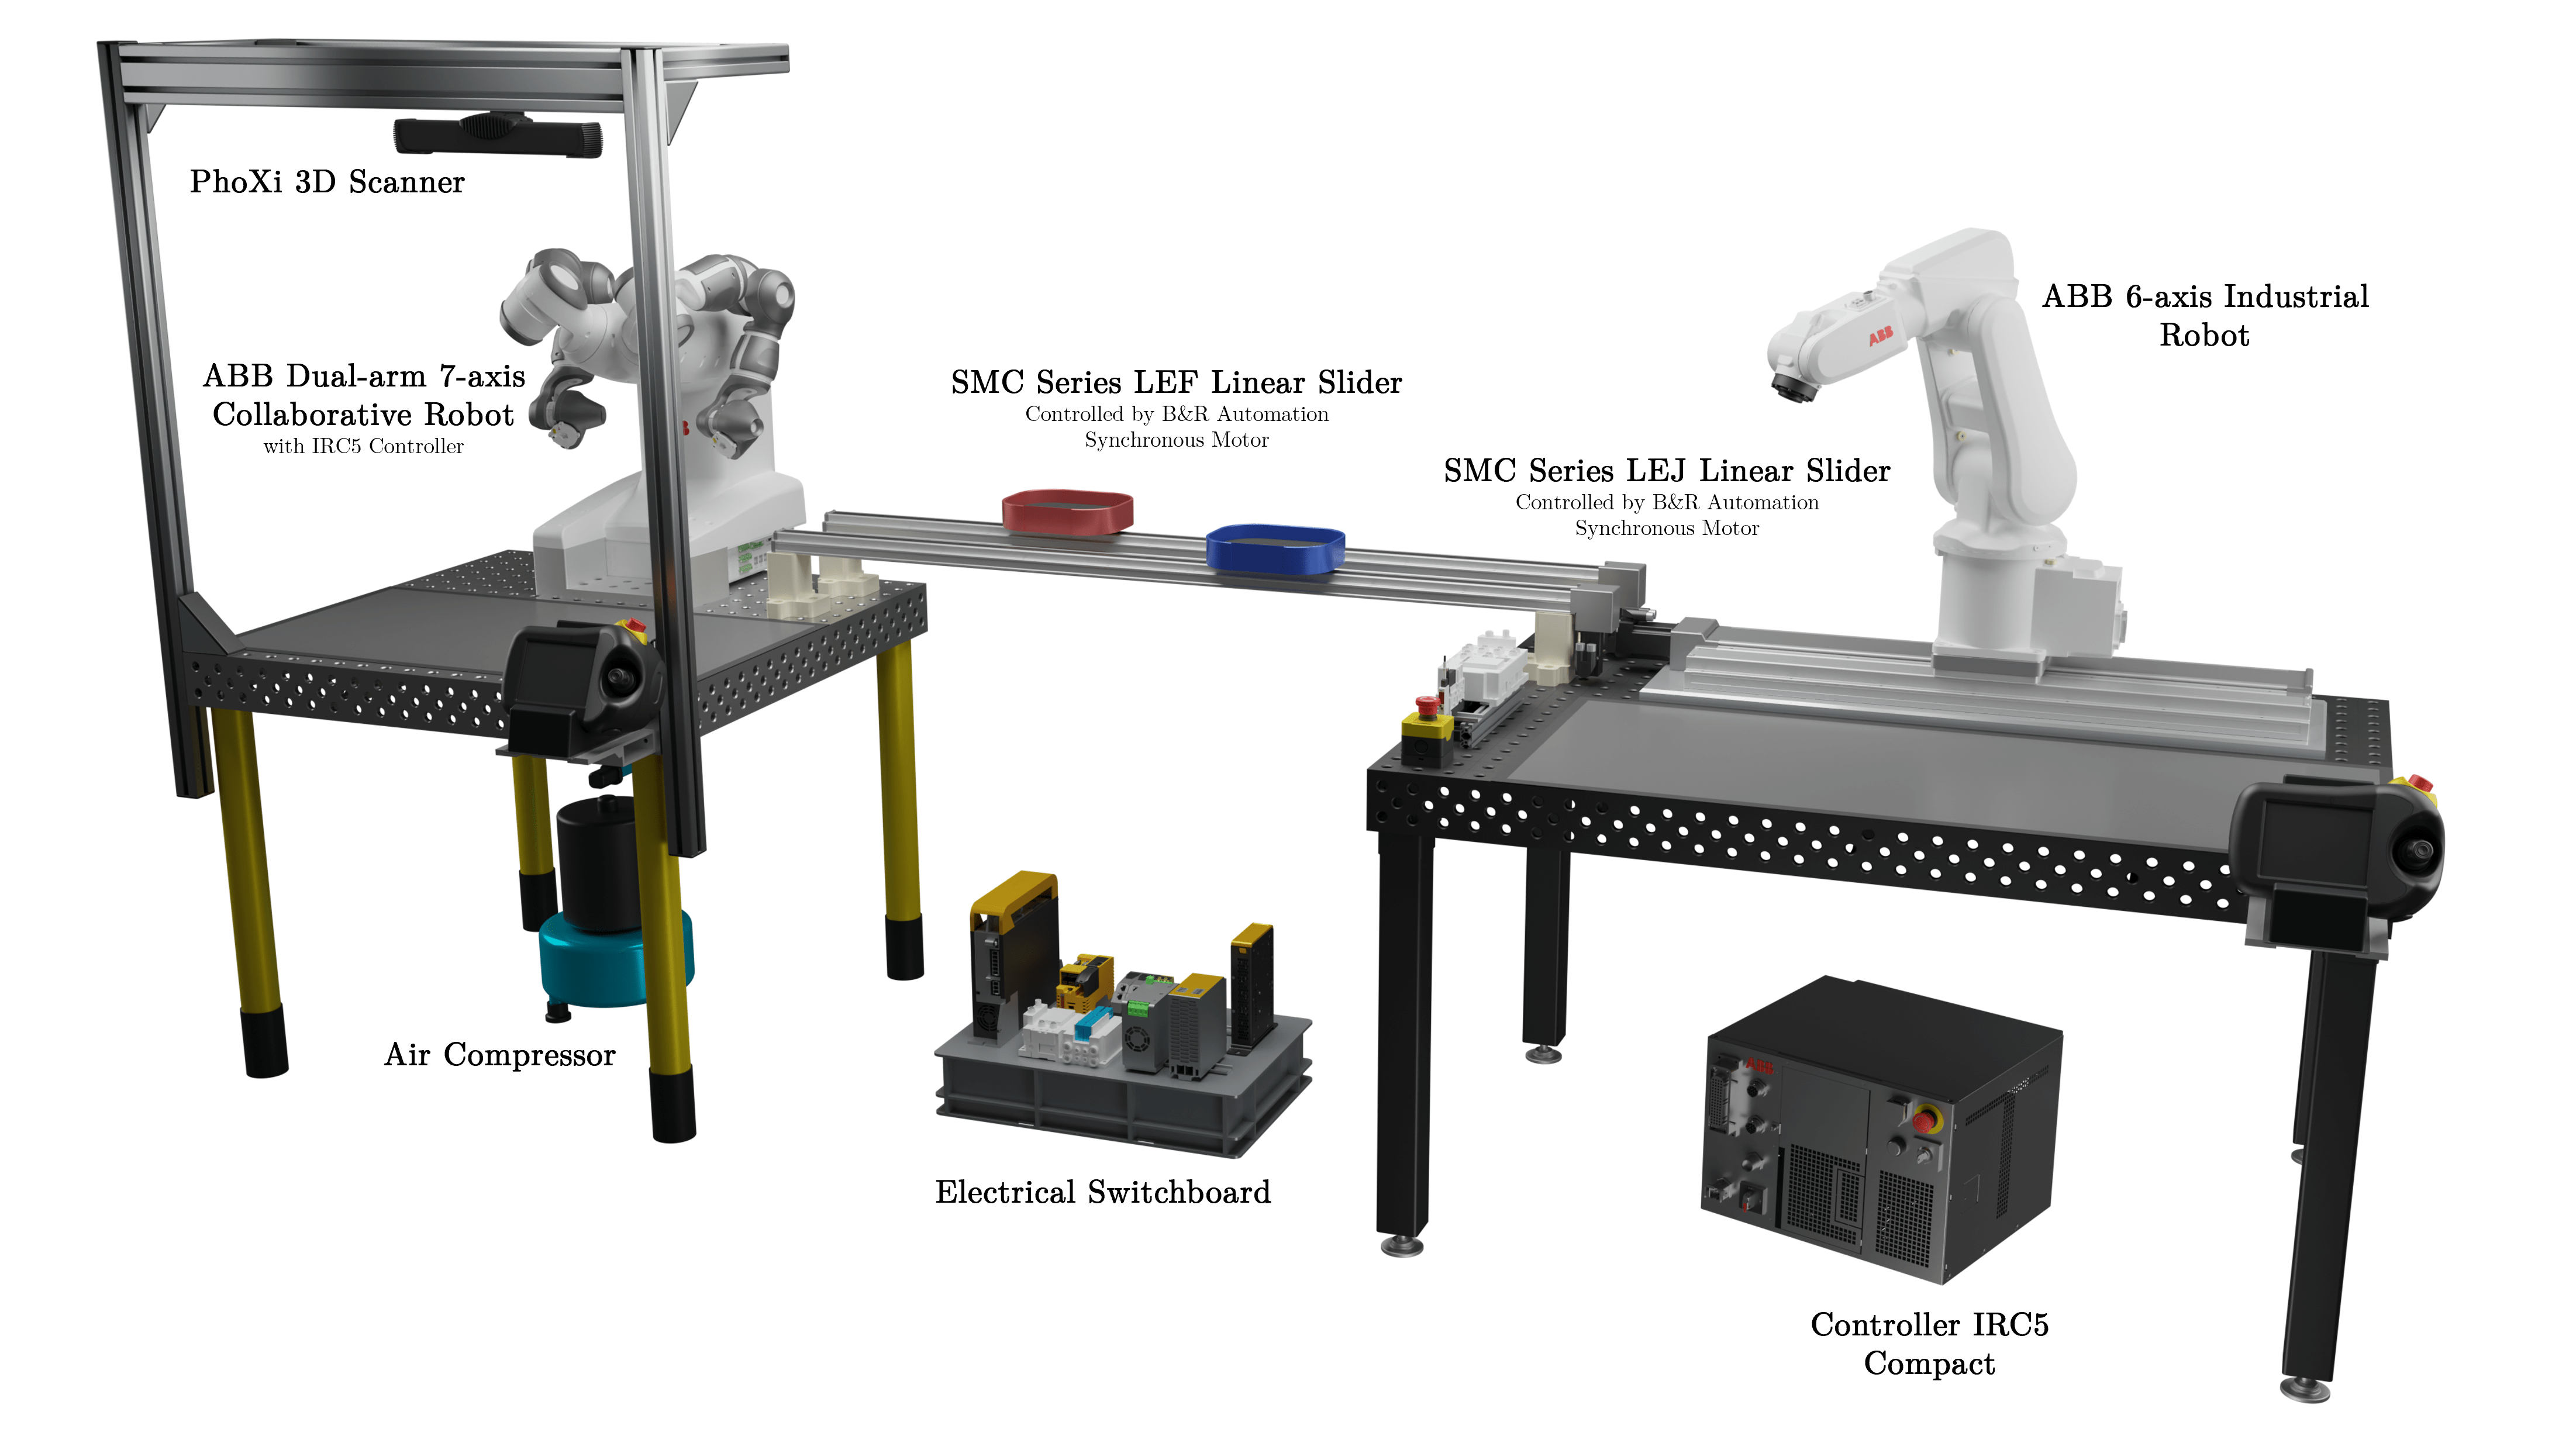 PhoXi 3D Scanner
ABB Dual-arm 7-axis
Collaborative Robot
with IRC5 Controller
SMC Series LEF Linear Slider
Controlled by B&R Automation
Synchronous Motor
SMC Series LEJ Linear Slider
Controlled by B&R Automation
Synchronous Motor
ABB
ABB 6-axis Industrial
Robot
Air Compressor
Electrical Switchboard
ABB
Controller IRC5
Compact